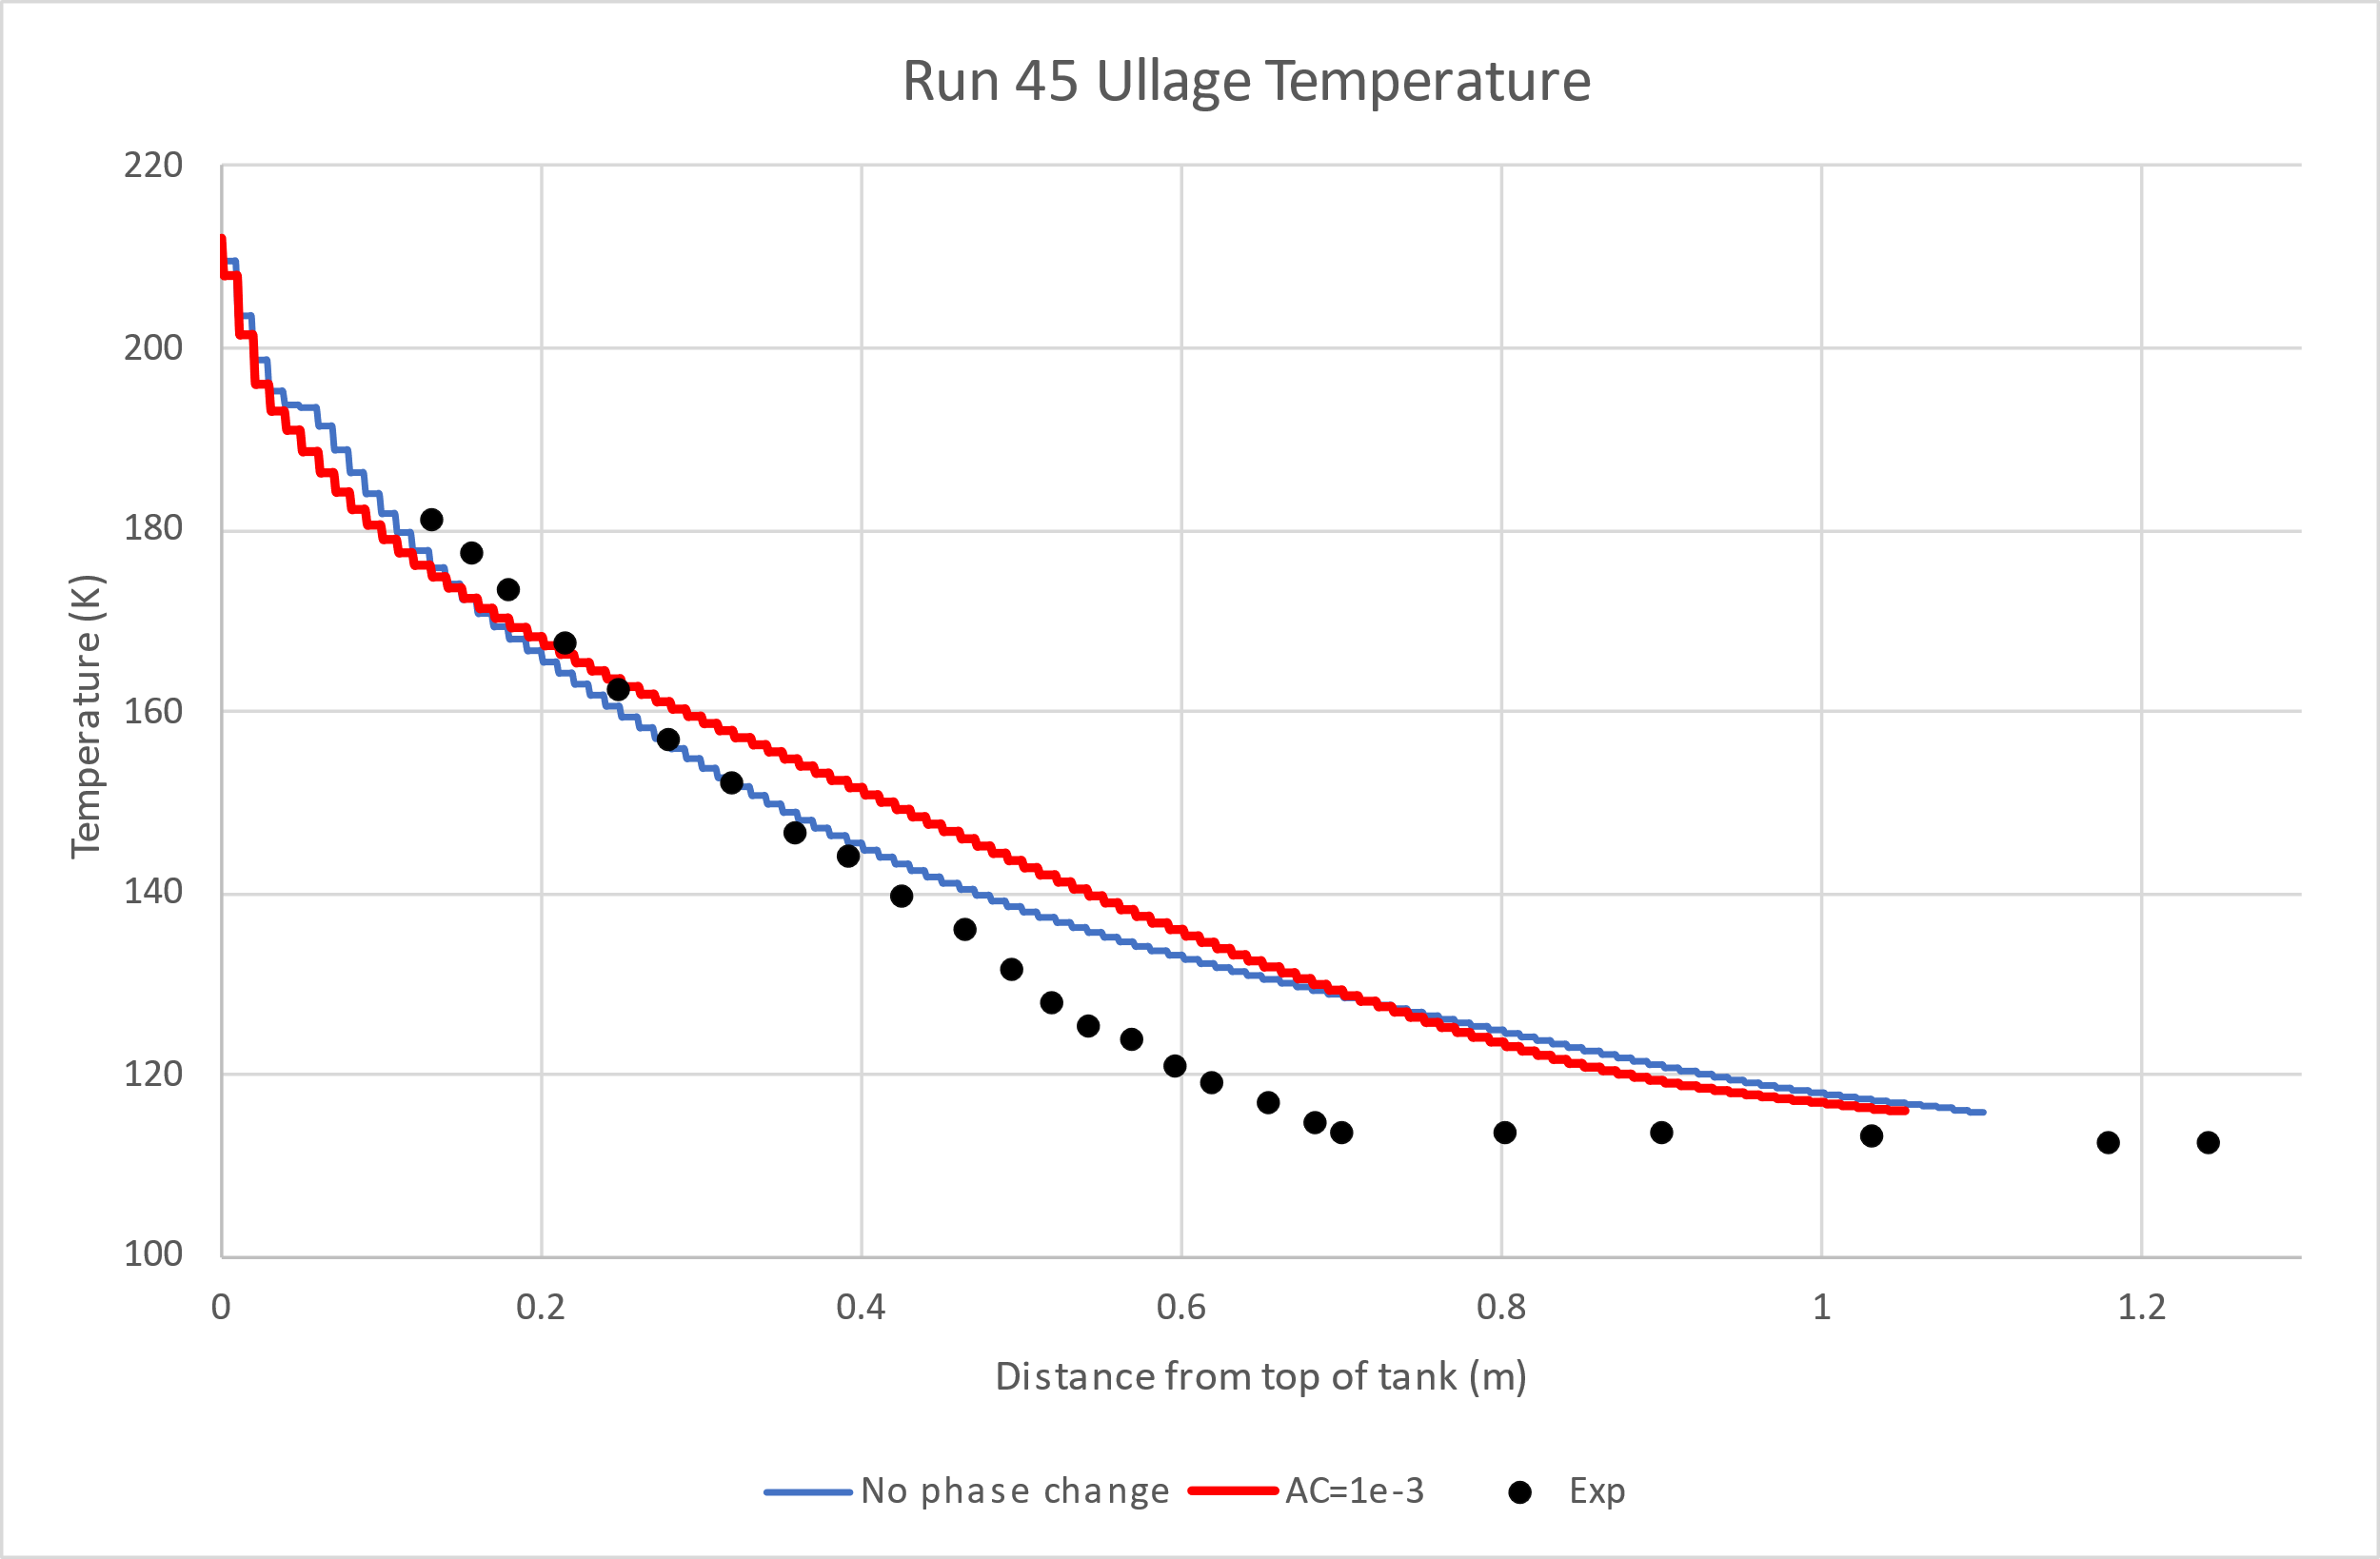 Run 45 Ullage Temperature
220
200
180
160
140
120
100
Temperature (K)
0 0.2 0.4 0.6 0.8 1 1.2
Distance from top of tank (m)
No phase change AC=1e-3 Exp